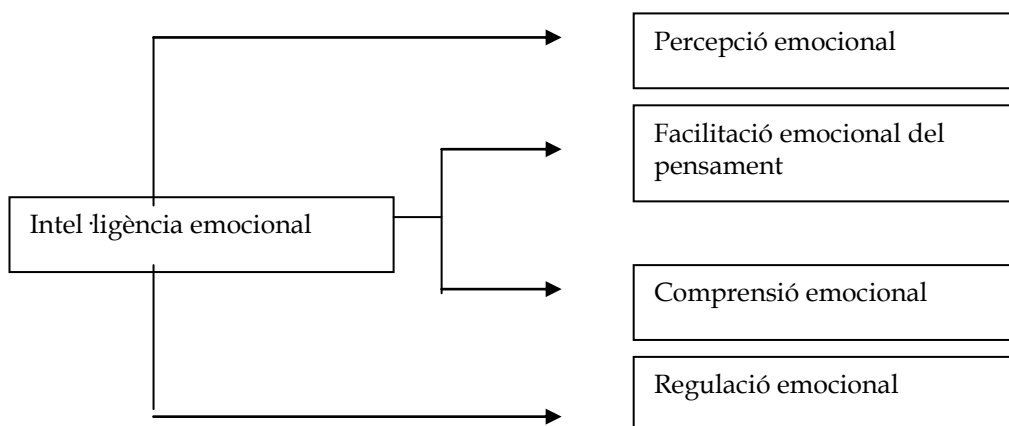 Percepció emocional
Facilitació emocional del
pensament
Intel·ligència emocional
Comprensió emocional
Regulació emocional